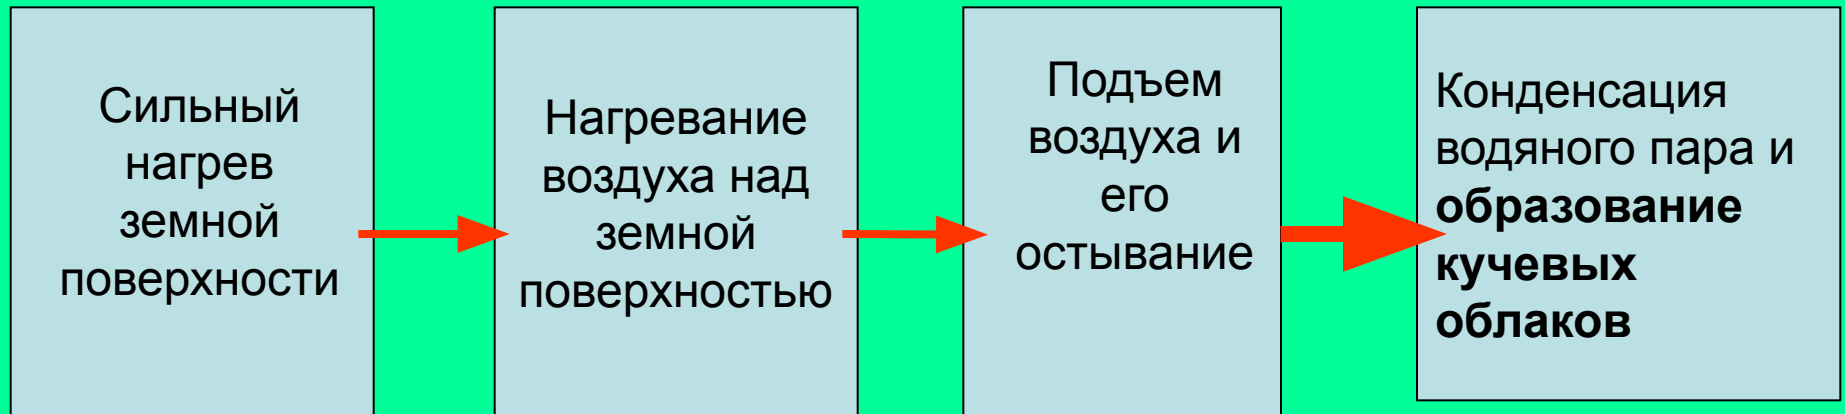 Сильный
нагрев
земной
поверхности
Нагревание
воздуха над
земной
поверхностью
Подъем
воздуха и
его
остывание
Конденсация
водяного пара и
образование
кучевых
облаков